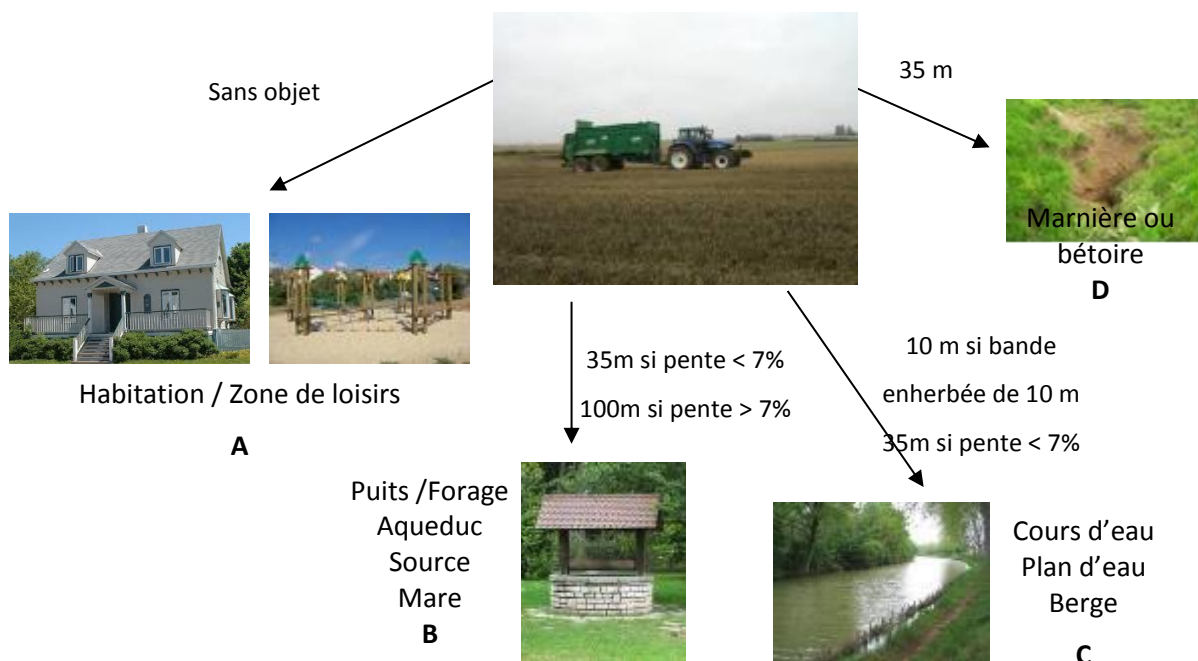 Sans objet
35 m
Marnière ou
bétoire
D
Habitation / Zone de loisirs
A
35m si pente < 7%
100m si pente > 7%
10 m si bande
enherbée de 10 m
35m si pente < 7%
Puits /Forage
Aqueduc
Source
Mare
B
Cours d’eau
Plan d’eau
Berge
C